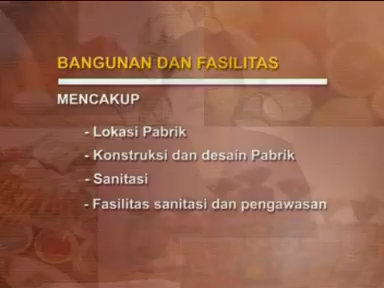 BANGUNAN DAN FASILITAS
MENCAKUP
- Lokasi Pabrik
- Konstruksi dan desain Pabrik
- Sanitasi
- Fasilitas sanitasi dan pengawasan